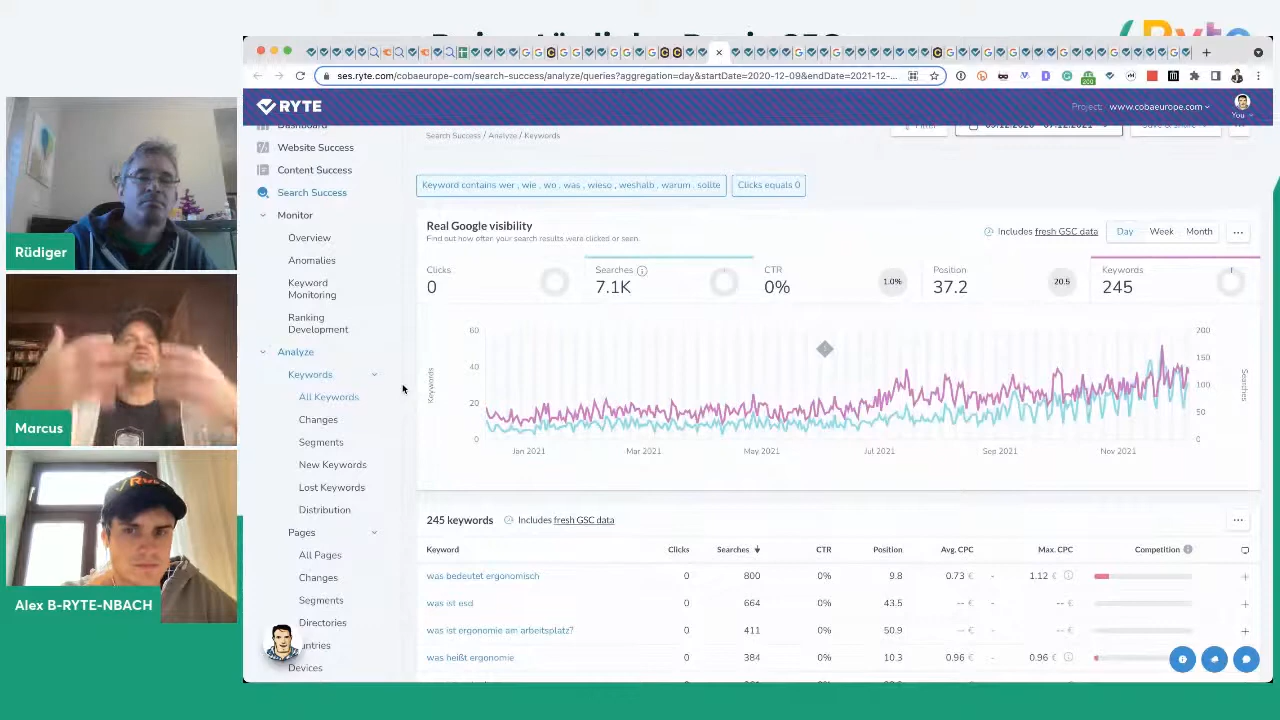 Ryte
ses.ryte.com/cobaeurope-com/search-success/analyze/queries?aggregation=day&startDate=2020-12-09&endDate=2021-12-...
RYTE
Project: www.cobaeurope.com
You
Dashboard
Search Success / Analyze / Keywords
Filter
Website Success
Content Success
Search Success
Monitor
Overview
Anomalies
Keyword
Monitoring
Ranking
Development
Analyze
Keywords
All Keywords
Changes
Segments
New Keywords
Lost Keywords
Distribution
Pages
All Pages
Changes
Segments
Directories
Devices
Keyword contains wer , wie , wo , was , wieso , weshalb , warum , sollte
Clicks equals 0
Real Google visibility
Find out how often your search results were clicked or seen.
Includes fresh GSC data
Day Week Month
Clicks
0
Searches
7.1K
CTR
0%
1.0%
Position
37.2
20.5
Keywords
245
60
40
20
0
Keywords
200
150
100
50
0
Searches
Jan 2021 Mar 2021 May 2021 Jul 2021 Sep 2021 Nov 2021
245 keywords Includes fresh GSC data
Keyword Clicks Searches CTR Position Avg. CPC Max. CPC Competition
was bedeutet ergonomisch 0 800 0% 9.8 0.73 € - 1.12 €
was ist esd 0 664 0% 43.5 -- € - -- €
was ist ergonomie am arbeitsplatz? 0 411 0% 50.9 -- € - -- €
was heißt ergonomie 0 384 0% 10.3 0.96 € - 0.96 €
Rüdiger
Marcus
Alex B-RYTE-NBACH